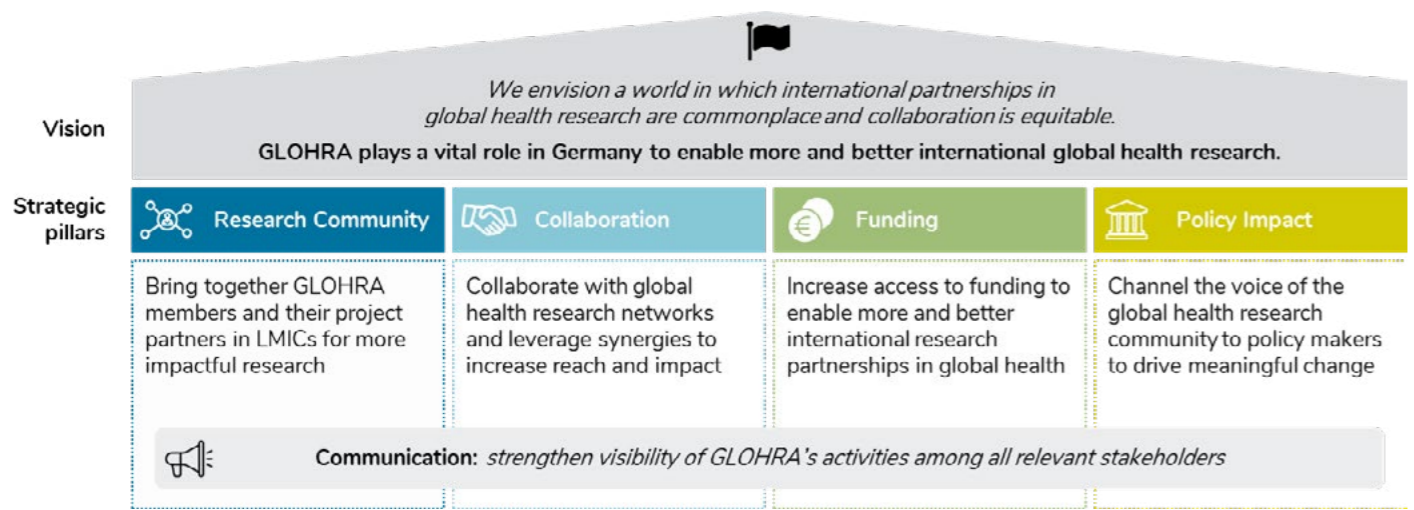 We envision a world in which international partnerships in
global health research are commonplace and collaboration is equitable.
Vision
GLOHRA plays a vital role in Germany to enable more and better international global health research.
Strategic
pillars
Research Community
Collaboration
Funding
Policy Impact
Bring together GLOHRA
members and their project
partners in LMICs for more
impactful research
Collaborate with global
health research networks
and leverage synergies to
increase reach and impact
Increase access to funding to
enable more and better
international research
partnerships in global health
Channel the voice of the
global health research
community to policy makers
to drive meaningful change
Communication: strengthen visibility of GLOHRA's activities among all relevant stakeholders